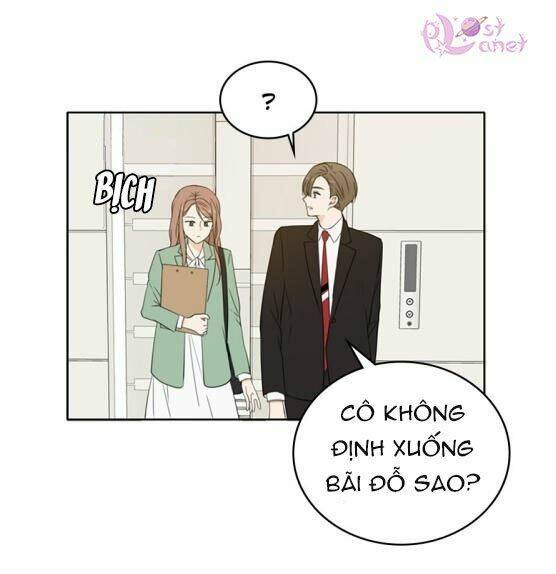 Lost
Planet
?
BỊCH
CÔ KHÔNG
ĐỊNH XUỐNG
BÃI ĐỖ SAO?